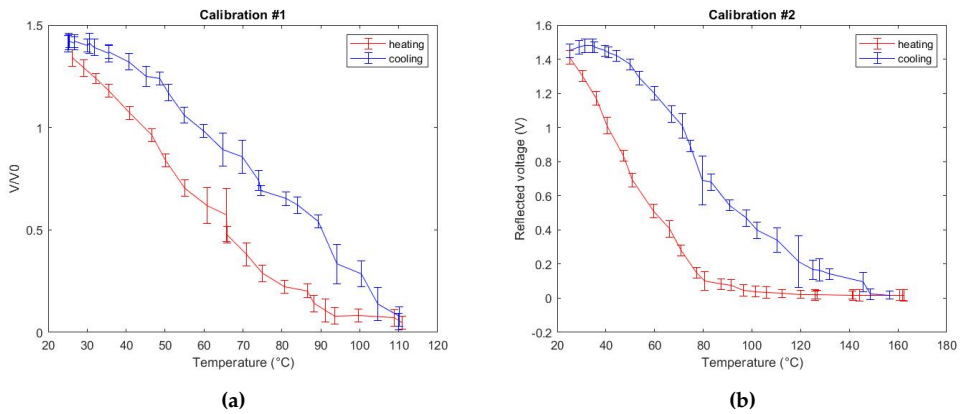 Calibration #1
1.5
1
0.5
0
V/V0
20 30 40 50 60 70 80 90 100 110 120
Temperature (°C)
heating
cooling
(a)
Calibration #2
1.6
1.4
1.2
1
0.8
0.6
0.4
0.2
0
-0.2
Reflected voltage (V)
20 40 60 80 100 120 140 160 180
Temperature (°C)
heating
cooling
(b)